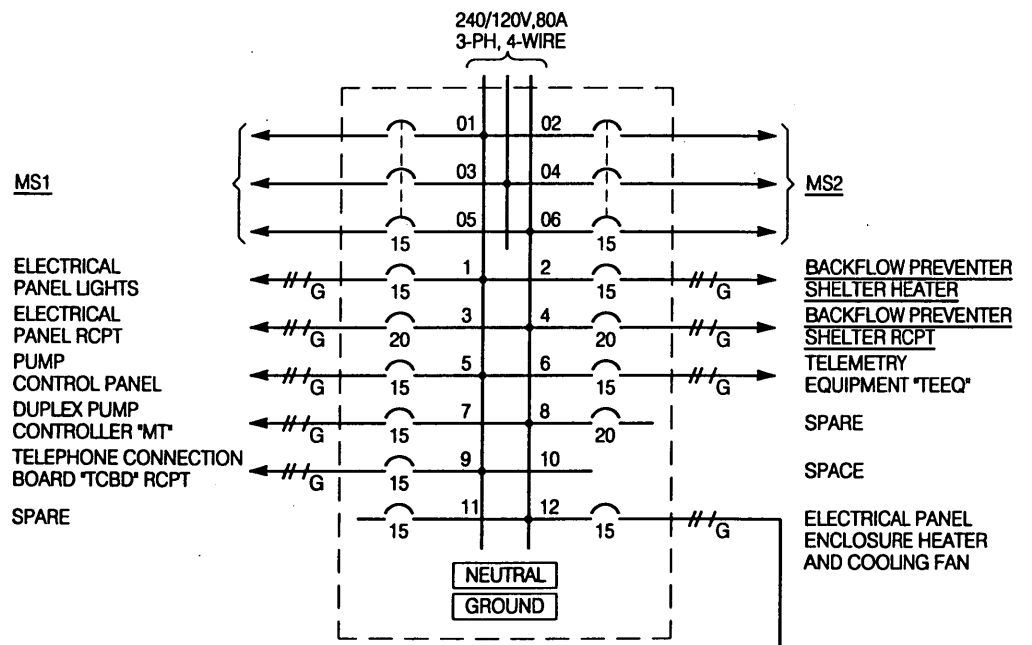 240/120V,80A
3-PH, 4-WIRE
01 02
MS1 03 04 MS2
05 06
15 15
ELECTRICAL
PANEL LIGHTS
G 15 1 2 15 G
BACKFLOW PREVENTER
SHELTER HEATER
ELECTRICAL
PANEL RCPT
G 20 3 4 20 G
BACKFLOW PREVENTER
SHELTER RCPT
PUMP
CONTROL PANEL
G 15 5 6 15 G
TELEMETRY
EQUIPMENT "TEEQ"
DUPLEX PUMP
CONTROLLER "MT"
G 15 7 8 20
SPARE
TELEPHONE CONNECTION
BOARD "TCBD" RCPT
G 15 9 10
SPACE
SPARE
15 11 12 15 G
ELECTRICAL PANEL
ENCLOSURE HEATER
AND COOLING FAN
NEUTRAL
GROUND